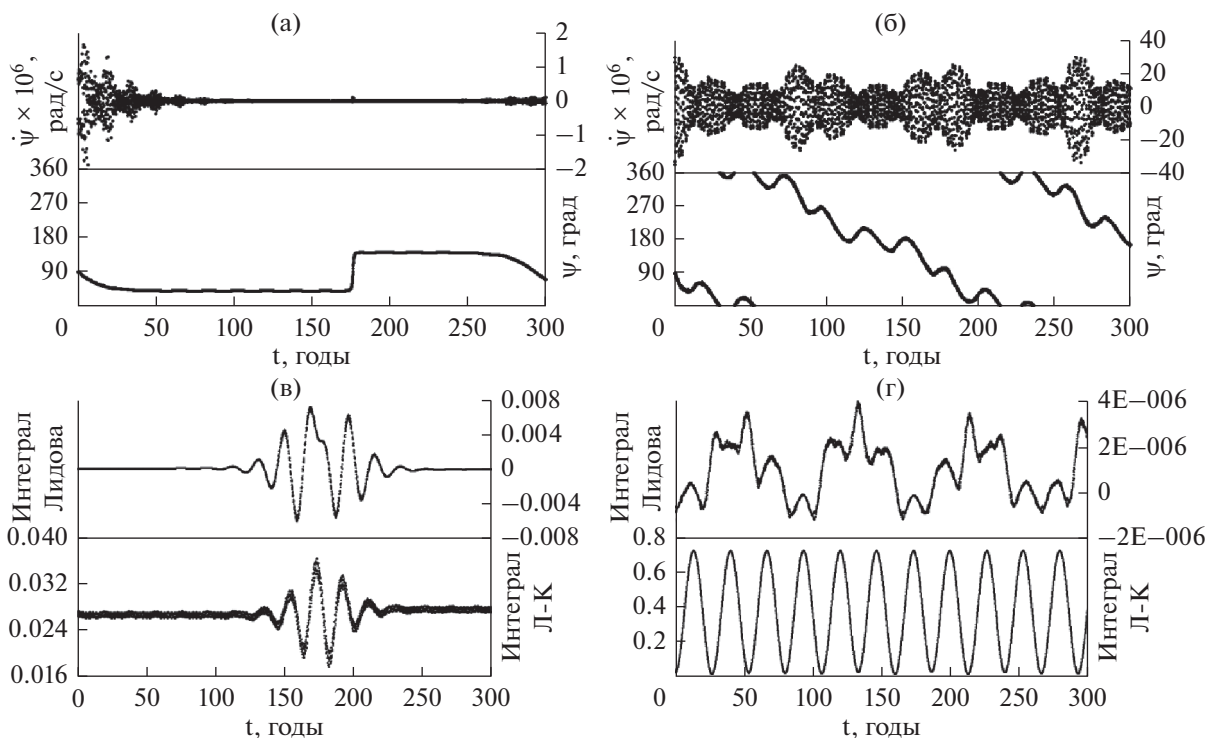 (а)
ψ̇ × 10⁶,
рад/с
2
1
0
−1
−2
360
270
180
90
ψ, град
0 50 100 150 200 250 300
t, годы
(б)
ψ̇ × 10⁶,
рад/с
40
20
0
−20
−40
360
270
180
90
ψ, град
0 50 100 150 200 250 300
t, годы
(в)
Интеграл
Лидова
0.008
0.004
0
−0.004
−0.008
0.040
0.032
0.024
0.016
Интеграл
Л-К
0 50 100 150 200 250 300
t, годы
(г)
Интеграл
Лидова
4E−006
2E−006
0
−2E−006
0.8
0.6
0.4
0.2
Интеграл
Л-К
0 50 100 150 200 250 300
t, годы